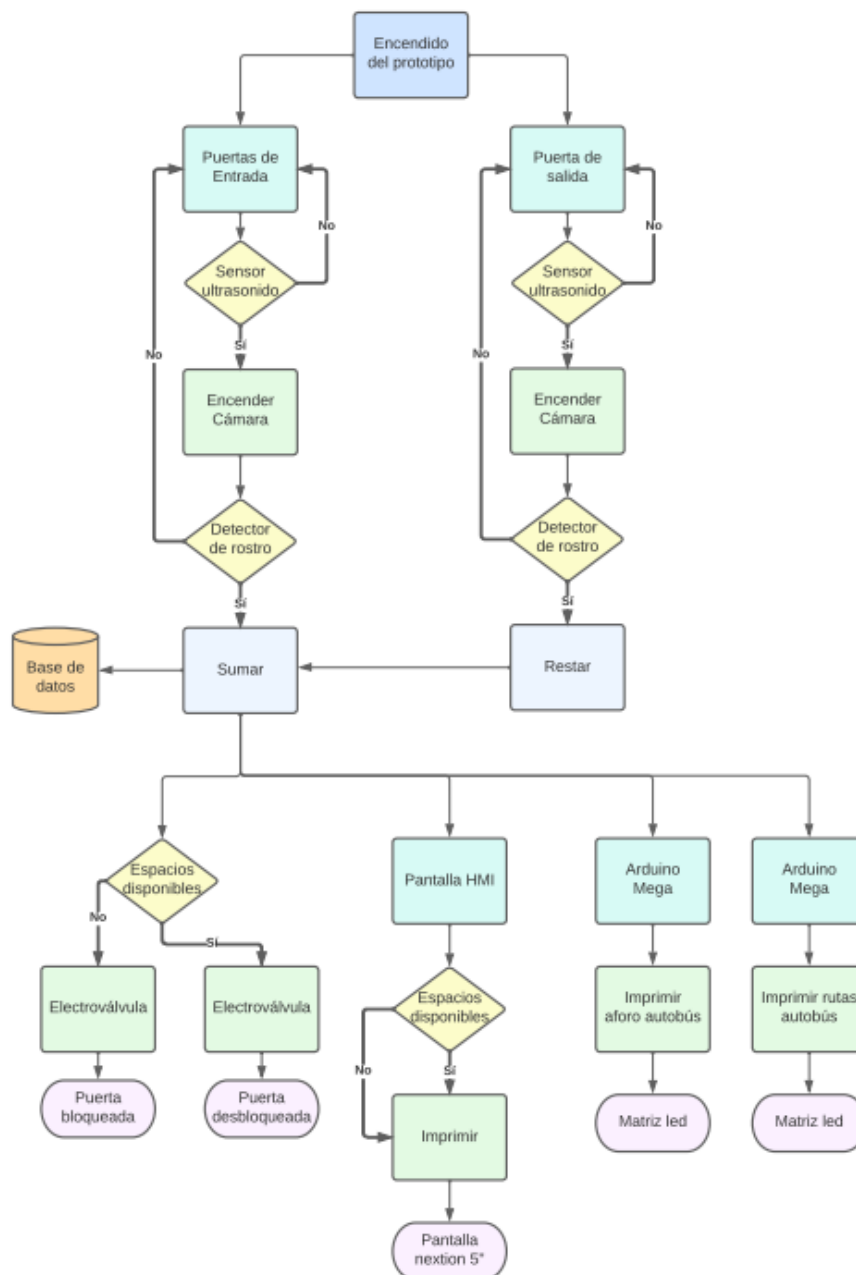 Encendido
del prototipo
Puertas de
Entrada
Puerta de
salida
No
No
Sensor
ultrasonido
Sensor
ultrasonido
Sí
Sí
No
No
Encender
Cámara
Encender
Cámara
Detector
de rostro
Detector
de rostro
Sí
Sí
Base de
datos
Sumar
Restar
Espacios
disponibles
Pantalla HMI
Arduino
Mega
Arduino
Mega
No
Sí
Electroválvula
Electroválvula
Espacios
disponibles
Imprimir
aforo autobús
Imprimir rutas
autobús
No
Sí
Puerta
bloqueada
Puerta
desbloqueada
Imprimir
Matriz led
Matriz led
Pantalla
nextion 5"